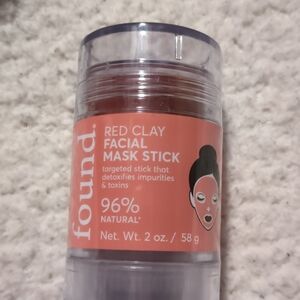 found.
RED CLAY
FACIAL
MASK STICK
targeted stick that
detoxifies impurities
& toxins
96%
NATURAL*
Net. Wt. 2 oz. / 58 g